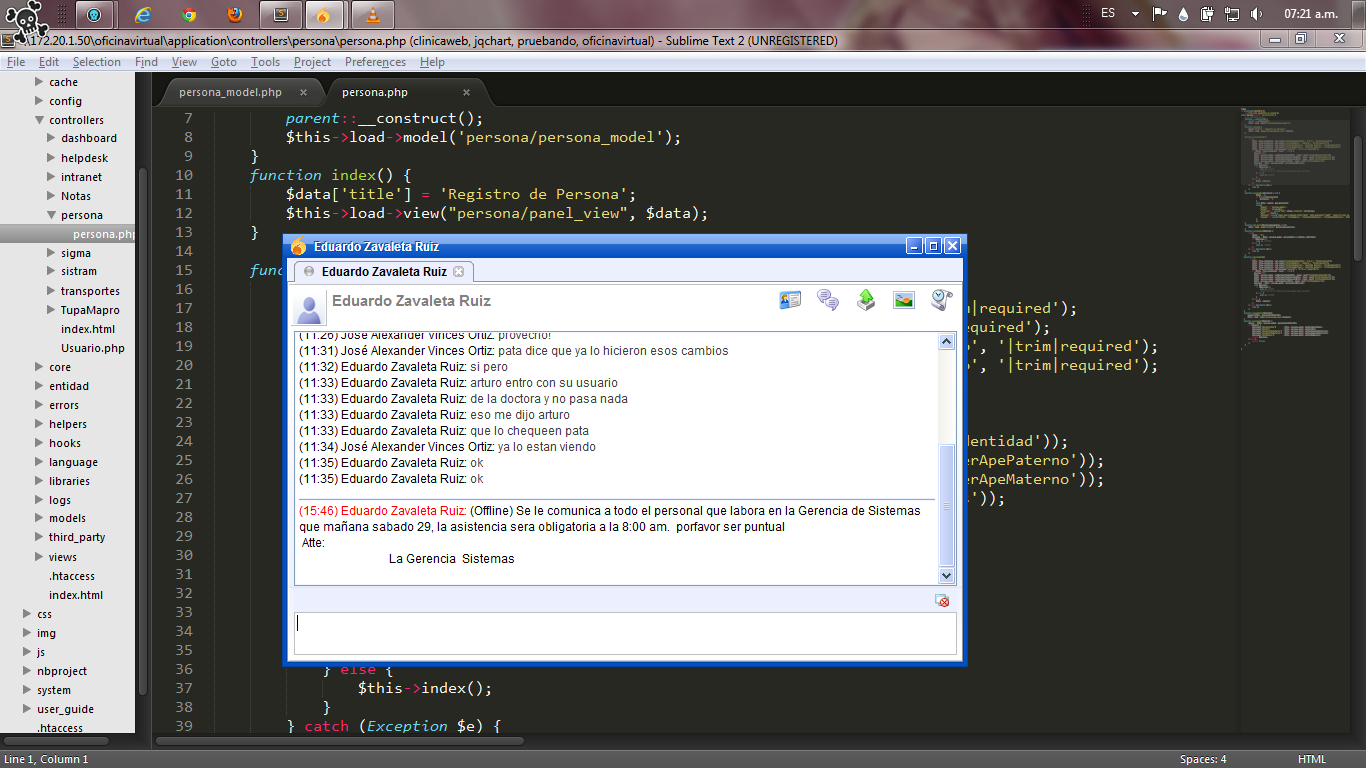 ES
07:21 a.m.
\172.20.1.50\oficinavirtual\application\controllers\persona\persona.php (clinicaweb, jqchart, pruebando, oficinavirtual) - Sublime Text 2 (UNREGISTERED)
File Edit Selection Find View Goto Tools Project Preferences Help
cache
config
controllers
dashboard
helpdesk
intranet
Notas
persona
persona.php
sigma
sistram
transportes
TupaMapro
index.html
Usuario.php
core
entidad
errors
helpers
hooks
language
libraries
logs
models
third_party
views
.htaccess
index.html
css
img
js
nbproject
system
user_guide
.htaccess
persona_model.php
persona.php
7 parent::__construct();
8 $this->load->model('persona/persona_model');
9 }
10 function index() {
11 $data['title'] = 'Registro de Persona';
12 $this->load->view("persona/panel_view", $data);
13 }
14
15 func
16
17 |required');
18 equired');
19 ', '|trim|required');
20 ', '|trim|required');
21
22
23
24 dentidad'));
25 erApePaterno'));
26 erApeMaterno'));
27 '));
28
29
30
31
32
33
34
35
36 } else {
37 $this->index();
38 }
39 } catch (Exception $e) {
Eduardo Zavaleta Ruiz
Eduardo Zavaleta Ruiz
Eduardo Zavaleta Ruiz
(11:26) José Alexander Vinces Ortiz: provecho!
(11:31) José Alexander Vinces Ortiz: pata dice que ya lo hicieron esos cambios
(11:32) Eduardo Zavaleta Ruiz: si pero
(11:33) Eduardo Zavaleta Ruiz: arturo entro con su usuario
(11:33) Eduardo Zavaleta Ruiz: de la doctora y no pasa nada
(11:33) Eduardo Zavaleta Ruiz: eso me dijo arturo
(11:33) Eduardo Zavaleta Ruiz: que lo chequeen pata
(11:34) José Alexander Vinces Ortiz: ya lo estan viendo
(11:35) Eduardo Zavaleta Ruiz: ok
(11:35) Eduardo Zavaleta Ruiz: ok
(15:46) Eduardo Zavaleta Ruiz: (Offline) Se le comunica a todo el personal que labora en la Gerencia de Sistemas
que mañana sabado 29, la asistencia sera obligatoria a la 8:00 am. porfavor ser puntual
Atte:
La Gerencia Sistemas
Line 1, Column 1
Spaces: 4
HTML